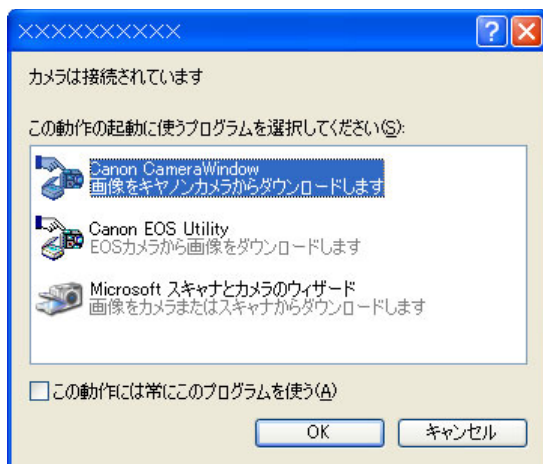 ××××××××××
カメラは接続されています
この動作の起動に使うプログラムを選択してください(S):
Canon CameraWindow
画像をキヤノンカメラからダウンロードします
Canon EOS Utility
EOSカメラから画像をダウンロードします
Microsoft スキャナとカメラのウィザード
画像をカメラまたはスキャナからダウンロードします
この動作には常にこのプログラムを使う(A)
OK キャンセル